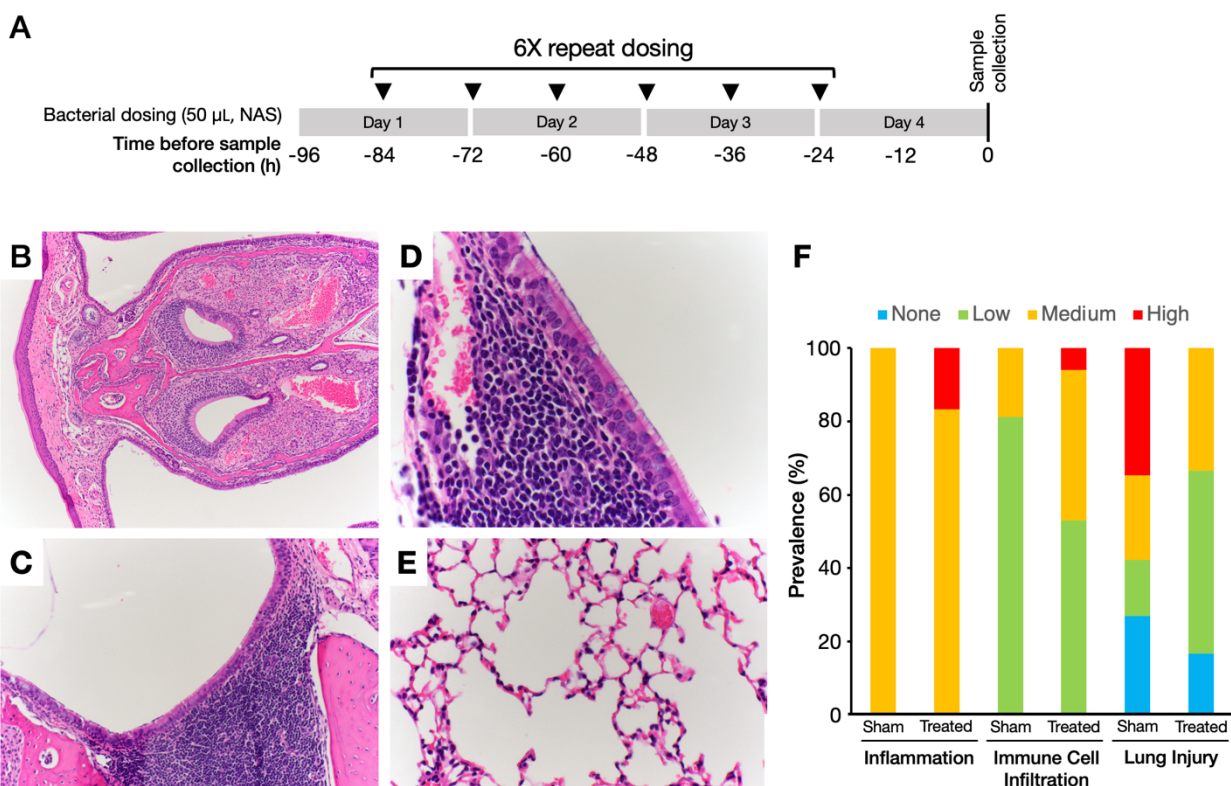 A
6X repeat dosing
Sample
collection
Bacterial dosing (50 µL, NAS)
Day 1
Day 2
Day 3
Day 4
Time before sample
collection (h)
-96
-84
-72
-60
-48
-36
-24
-12
0
B
D
F
None
Low
Medium
High
C
E
Prevalence (%)
100
80
60
40
20
0
Sham
Treated
Sham
Treated
Sham
Treated
Inflammation
Immune Cell
Infiltration
Lung Injury